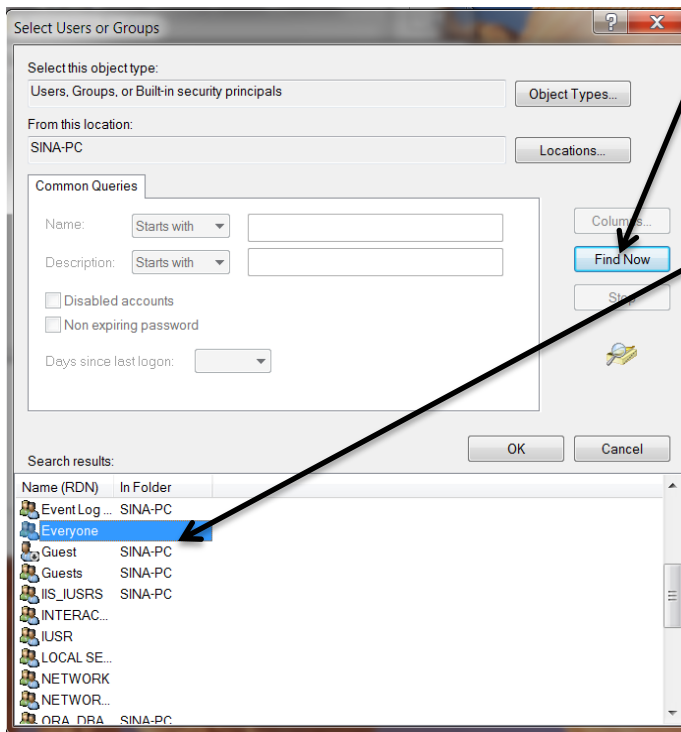 Select Users or Groups
Select this object type:
Users, Groups, or Built-in security principals
Object Types...
From this location:
SINA-PC
Locations...
Common Queries
Name: Starts with
Columns...
Description: Starts with
Find Now
Disabled accounts
Stop
Non expiring password
Days since last logon:
OK Cancel
Search results:
Name (RDN) In Folder
Event Log ... SINA-PC
Everyone
Guest SINA-PC
Guests SINA-PC
IIS_IUSRS SINA-PC
INTERAC...
IUSR
LOCAL SE...
NETWORK
NETWOR...
ORA_DBA SINA-PC